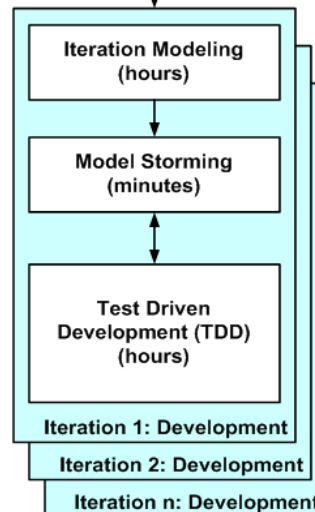 Iteration Modeling
(hours)
Model Storming
(minutes)
Test Driven
Development (TDD)
(hours)
Iteration 1: Development
Iteration 2: Development
Iteration n: Development